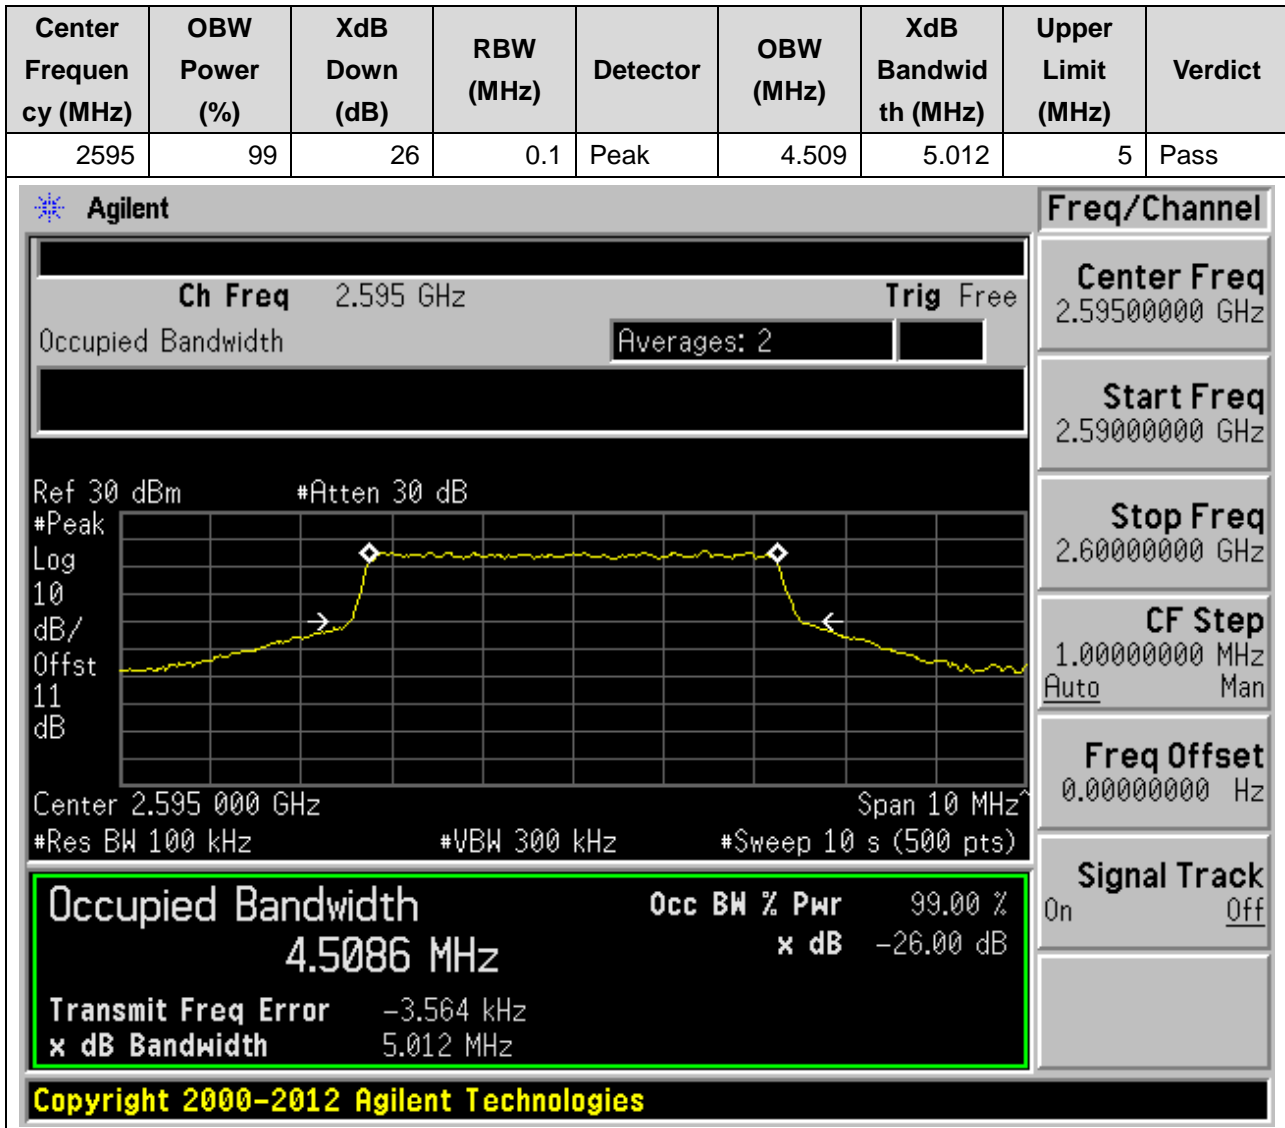 Center Frequen cy (MHz) OBW Power (%) XdB Down (dB) RBW (MHz) Detector OBW (MHz) XdB Bandwid th (MHz) Upper Limit (MHz) Verdict
2595 99 26 0.1 Peak 4.509 5.012 5 Pass
Agilent
Freq/Channel
Ch Freq 2.595 GHz Trig Free
Occupied Bandwidth Averages: 2
Ref 30 dBm #Atten 30 dB
#Peak
Log
10
dB/
Offst
11
dB
Center 2.595 000 GHz Span 10 MHz^
#Res BW 100 kHz #VBW 300 kHz #Sweep 10 s (500 pts)
Occupied Bandwidth
4.5086 MHz
Occ BW % Pwr 99.00 %
x dB -26.00 dB
Transmit Freq Error -3.564 kHz
x dB Bandwidth 5.012 MHz
Center Freq
2.59500000 GHz
Start Freq
2.59000000 GHz
Stop Freq
2.60000000 GHz
CF Step
1.00000000 MHz
Auto Man
Freq Offset
0.00000000 Hz
Signal Track
On Off
Copyright 2000-2012 Agilent Technologies